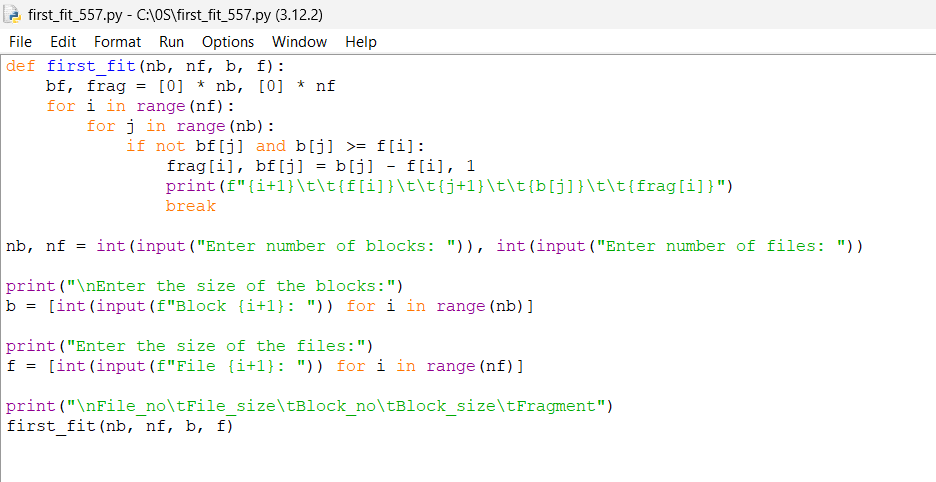 first_fit_557.py - C:\0S\first_fit_557.py (3.12.2)
File Edit Format Run Options Window Help
def first_fit(nb, nf, b, f):
    bf, frag = [0] * nb, [0] * nf
    for i in range(nf):
        for j in range(nb):
            if not bf[j] and b[j] >= f[i]:
                frag[i], bf[j] = b[j] - f[i], 1
                print(f"{i+1}\t\t{f[i]}\t\t{j+1}\t\t{b[j]}\t\t{frag[i]}")
                break

nb, nf = int(input("Enter number of blocks: ")), int(input("Enter number of files: "))

print("\nEnter the size of the blocks:")
b = [int(input(f"Block {i+1}: ")) for i in range(nb)]

print("Enter the size of the files:")
f = [int(input(f"File {i+1}: ")) for i in range(nf)]

print("\nFile_no\tFile_size\tBlock_no\tBlock_size\tFragment")
first_fit(nb, nf, b, f)